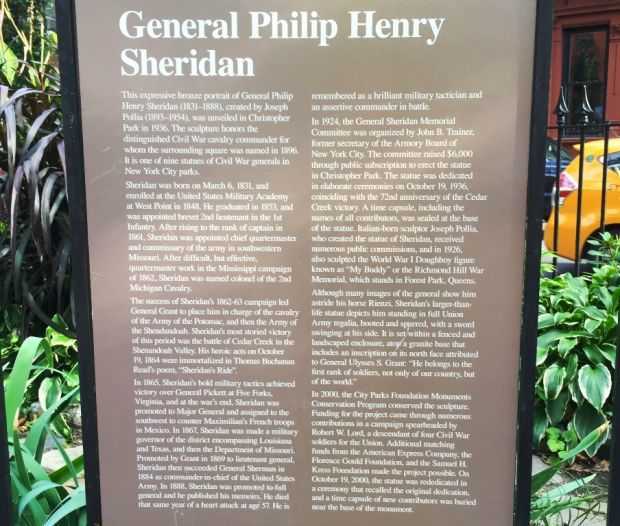 General Philip Henry
Sheridan
This expressive bronze portrait of General Philip
Henry Sheridan (1831–1888), created by Joseph
Pollia (1893–1954), was unveiled in Christopher
Park in 1936. The sculpture honors the
distinguished Civil War cavalry commander for
whom the surrounding square was named in 1896.
It is one of nine statues of Civil War generals in
New York City parks.
Sheridan was born on March 6, 1831, and
enrolled at the United States Military Academy
at West Point in 1848. He graduated in 1853, and
was appointed brevet 2nd lieutenant in the 1st
Infantry. After rising to the rank of captain in
1861, Sheridan was appointed chief quartermaster
and commissary of the army in southwestern
Missouri. After difficult, but effective,
quartermaster work in the Mississippi campaign
of 1862, Sheridan was named colonel of the 2nd
Michigan Cavalry.
The success of Sheridan's 1862-63 campaign led
General Grant to place him in charge of the cavalry
of the Army of the Potomac, and then the Army of
the Shenandoah. Sheridan's most storied victory
of this period was the battle of Cedar Creek in the
Shenandoah Valley. His heroic acts on October
19, 1864 were immortalized in Thomas Buchanan
Read's poem, “Sheridan's Ride”.
In 1865, Sheridan's bold military tactics achieved
victory over General Pickett at Five Forks,
Virginia, and at the war's end, Sheridan was
promoted to Major General and assigned to the
southwest to counter Maximilian's French troops
in Mexico. In 1867, Sheridan was made a military
governor of the district encompassing Louisiana
and Texas, and then the Department of Missouri.
Promoted by Grant in 1869 to lieutenant general,
Sheridan then succeeded General Sherman in
1884 as commander-in-chief of the United States
Army. In 1888, Sheridan was promoted to full
general and he published his memoirs. He died
that same year of a heart attack at age 57. He is
remembered as a brilliant military tactician and
an assertive commander in battle.
In 1924, the General Sheridan Memorial
Committee was organized by John B. Trainer,
former secretary of the Armory Board of
New York City. The committee raised $6,000
through public subscription to erect the statue
in Christopher Park. The statue was dedicated
in elaborate ceremonies on October 19, 1936,
coinciding with the 72nd anniversary of the Cedar
Creek victory. A time capsule, including the
names of all contributors, was sealed at the base
of the statue. Italian-born sculptor Joseph Pollia,
who created the statue of Sheridan, received
numerous public commissions, and in 1926,
also sculpted the World War I Doughboy figure
known as “My Buddy” or the Richmond Hill War
Memorial, which stands in Forest Park, Queens.
Although many images of the general show him
astride his horse Rienzi, Sheridan's larger-than-
life statue depicts him standing in full Union
Army regalia, booted and spurred, with a sword
swinging at his side. It is set within a fenced and
landscaped enclosure, atop a granite base that
includes an inscription on its north face attributed
to General Ulysses S. Grant: “He belongs to the
first rank of soldiers, not only of our country, but
of the world.”
In 2000, the City Parks Foundation Monuments
Conservation Program conserved the sculpture.
Funding for the project came through numerous
contributions in a campaign spearheaded by
Robert W. Lord, a descendant of four Civil War
soldiers for the Union. Additional matching
funds from the American Express Company, the
Florence Gould Foundation, and the Samuel H.
Kress Foundation made the project possible. On
October 19, 2000, the statue was rededicated in
a ceremony that recalled the original dedication,
and a time capsule of new contributors was buried
near the base of the monument.